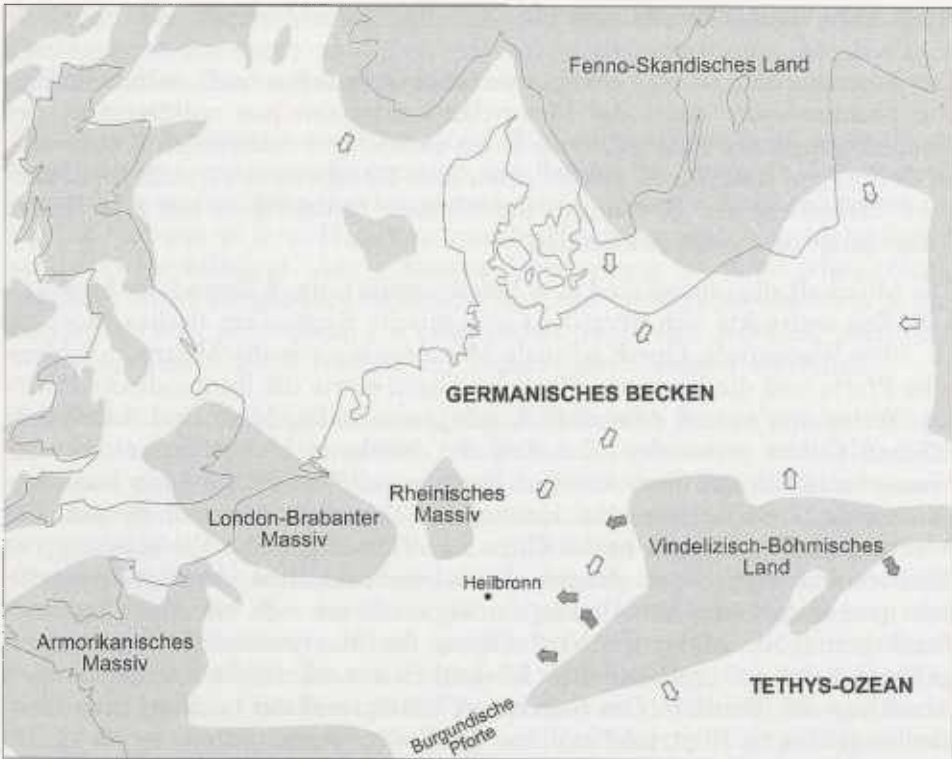 Fenno-Skandisches Land
GERMANISCHES BECKEN
Rheinisches
Massiv
London-Brabanter
Massiv
Vindelizisch-Böhmisches
Land
Heilbronn
Armorikanisches
Massiv
TETHYS-OZEAN
Burgundische
Pforte